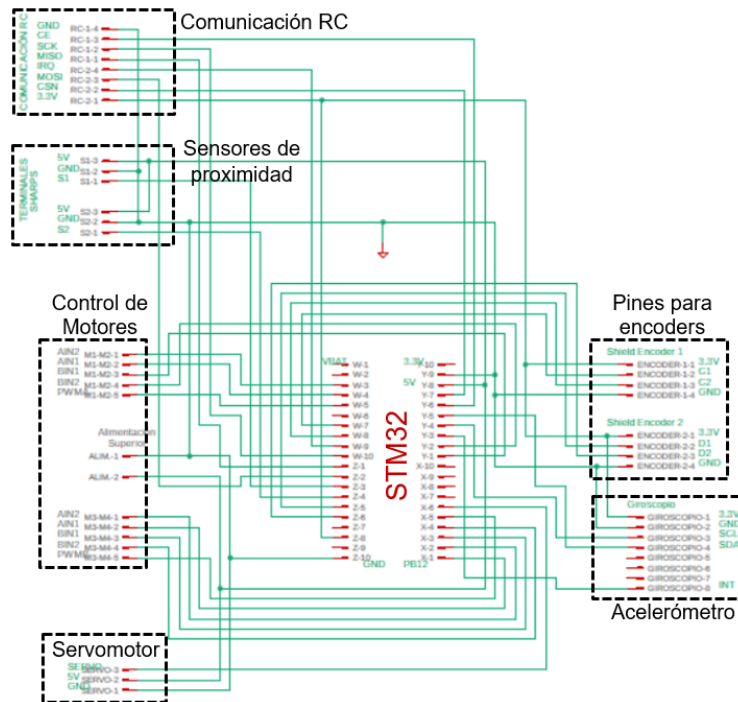 Comunicación RC
COMUNICACIÓN RC
GND RC-1-4
CE RC-1-3
SCK RC-1-2
MISO RC-1-1
IRQ RC-2-4
MOSI RC-2-3
CSN RC-2-2
3.3V RC-2-1
Sensores de
proximidad
TERMINALES
SHARPS
5V S1-3
GND S1-2
S1 S1-1
5V S2-3
GND S2-2
S2 S2-1
Control de
Motores
AIN2 M1-M2-1
AIN1 M1-M2-2
BIN1 M1-M2-3
BIN2 M1-M2-4
PWMA M1-M2-5
Alimentación
Superior
ALIM.-1
ALIM.-2
AIN2 M3-M4-1
AIN1 M3-M4-2
BIN1 M3-M4-3
BIN2 M3-M4-4
PWMB M3-M4-5
Servomotor
SERVO SERVO-3
5V SERVO-2
GND SERVO-1
STM32
VBAT W-1
W-2
W-3
W-4
W-5
W-6
W-7
W-8
W-9
W-10
Z-1
Z-2
Z-3
Z-4
Z-5
Z-6
Z-7
Z-8
Z-9
Z-10
GND
3.3V Y-10
Y-9
5V Y-8
Y-7
Y-6
Y-5
Y-4
Y-3
Y-2
Y-1
X-10
X-9
X-8
X-7
X-6
X-5
X-4
X-3
X-2
X-1
PB12
Pines para
encoders
Shield Encoder 1
ENCODER-1-1 3.3V
ENCODER-1-2 C1
ENCODER-1-3 C2
ENCODER-1-4 GND
Shield Encoder 2
ENCODER-2-1 3.3V
ENCODER-2-2 D1
ENCODER-2-3 D2
ENCODER-2-4 GND
Giroscopio
GIROSCOPIO-1 3.3V
GIROSCOPIO-2 GND
GIROSCOPIO-3 SCL
GIROSCOPIO-4 SDA
GIROSCOPIO-5
GIROSCOPIO-6
GIROSCOPIO-7
GIROSCOPIO-8 INT
Acelerómetro